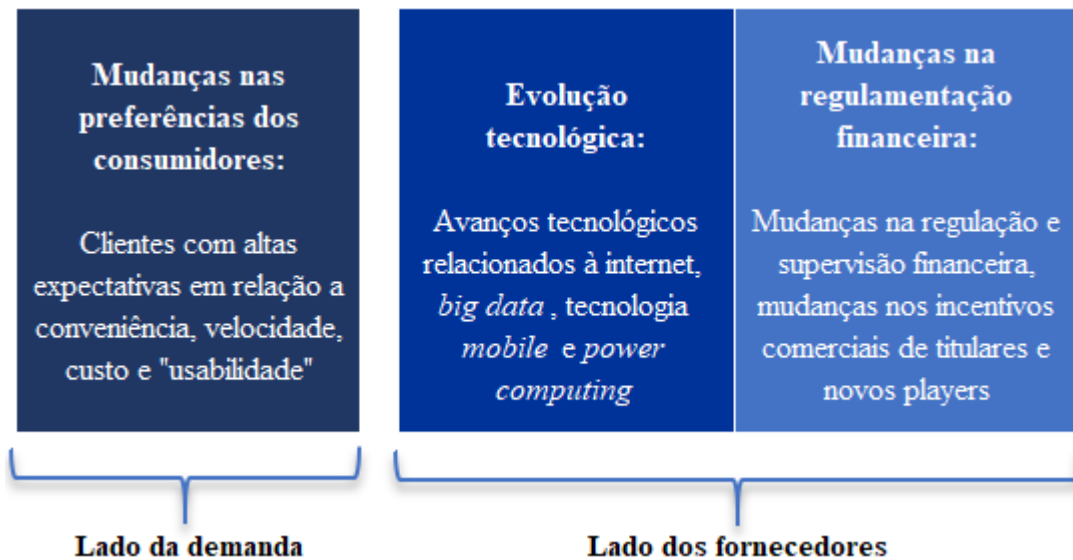 Mudanças nas
preferências dos
consumidores:
Clientes com altas
expectativas em relação a
conveniência, velocidade,
custo e "usabilidade"
Evolução
tecnológica:
Avanços tecnológicos
relacionados à internet,
big data , tecnologia
mobile e power
computing
Mudanças na
regulamentação
financeira:
Mudanças na regulação e
supervisão financeira,
mudanças nos incentivos
comerciais de titulares e
novos players
Lado da demanda
Lado dos fornecedores